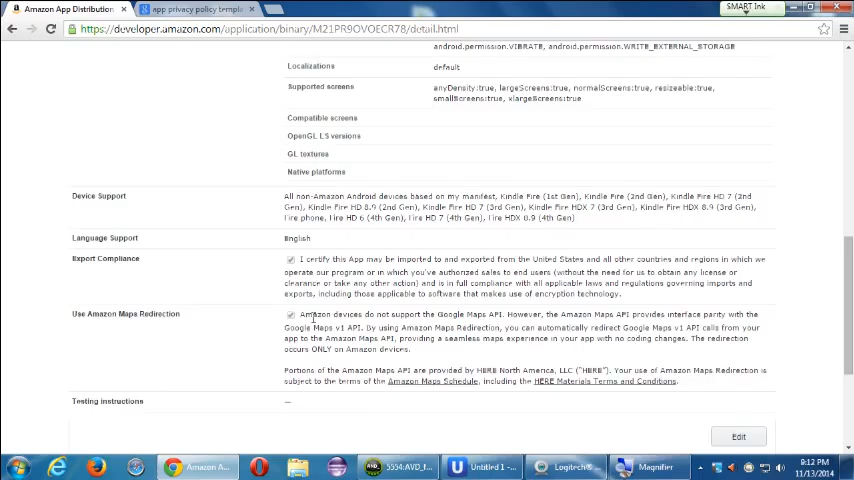 Amazon App Distribution
app privacy policy templ
SMART Ink
https://developer.amazon.com/application/binary/M21PR9OVOECR78/detail.html
android.permission.VIBRATE, android.permission.WRITE_EXTERNAL_STORAGE
Localizations default
Supported screens anyDensity:true, largeScreens:true, normalScreens:true, resizeable:true,
smallScreens:true, xlargeScreens:true
Compatible screens
OpenGL ES versions
GL textures
Native platforms
Device Support All non-Amazon Android devices based on my manifest, Kindle Fire (1st Gen), Kindle Fire (2nd Gen), Kindle Fire HD 7 (2nd
Gen), Kindle Fire HD 8.9 (2nd Gen), Kindle Fire HD 7 (3rd Gen), Kindle Fire HDX 7 (3rd Gen), Kindle Fire HDX 8.9 (3rd Gen),
Fire phone, Fire HD 6 (4th Gen), Fire HD 7 (4th Gen), Fire HDX 8.9 (4th Gen)
Language Support English
Export Compliance I certify this App may be imported to and exported from the United States and all other countries and regions in which we
operate our program or in which you've authorized sales to end users (without the need for us to obtain any license or
clearance or take any other action) and is in full compliance with all applicable laws and regulations governing imports and
exports, including those applicable to software that makes use of encryption technology.
Use Amazon Maps Redirection Amazon devices do not support the Google Maps API. However, the Amazon Maps API provides interface parity with the
Google Maps v1 API. By using Amazon Maps Redirection, you can automatically redirect Google Maps v1 API calls from your
app to the Amazon Maps API, providing a seamless maps experience in your app with no coding changes. The redirection
occurs ONLY on Amazon devices.
Portions of the Amazon Maps API are provided by HERE North America, LLC ("HERE"). Your use of Amazon Maps Redirection is
subject to the terms of the Amazon Maps Schedule, including the HERE Materials Terms and Conditions.
Testing instructions —
Edit
Amazon A...
5554:AVD_f...
Untitled 1 -...
Logitech® ...
Magnifier
9:12 PM
11/13/2014